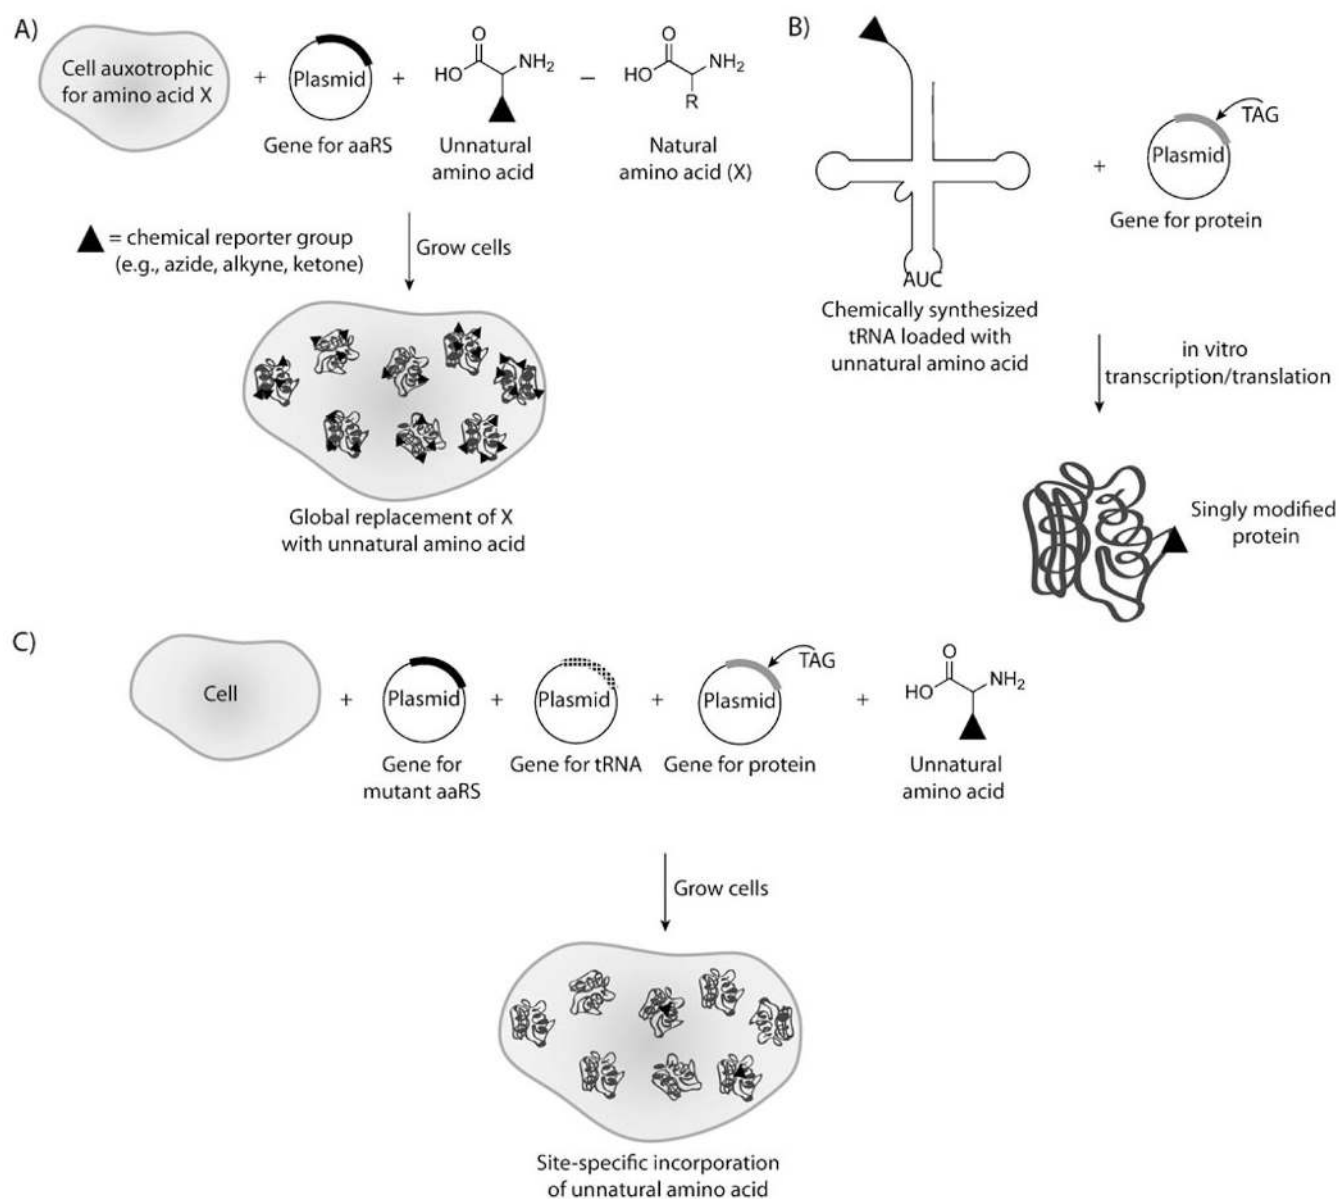 A)
Cell auxotrophic
for amino acid X
+
Plasmid
Gene for aaRS
+
O
HO
NH2
Unnatural
amino acid
–
O
HO
NH2
R
Natural
amino acid (X)
= chemical reporter group
(e.g., azide, alkyne, ketone)
Grow cells
Global replacement of X
with unnatural amino acid
B)
AUC
Chemically synthesized
tRNA loaded with
unnatural amino acid
+
TAG
Plasmid
Gene for protein
in vitro
transcription/translation
Singly modified
protein
C)
Cell
+
Plasmid
Gene for
mutant aaRS
+
Plasmid
Gene for tRNA
+
TAG
Plasmid
Gene for protein
+
O
HO
NH2
Unnatural
amino acid
Grow cells
Site-specific incorporation
of unnatural amino acid